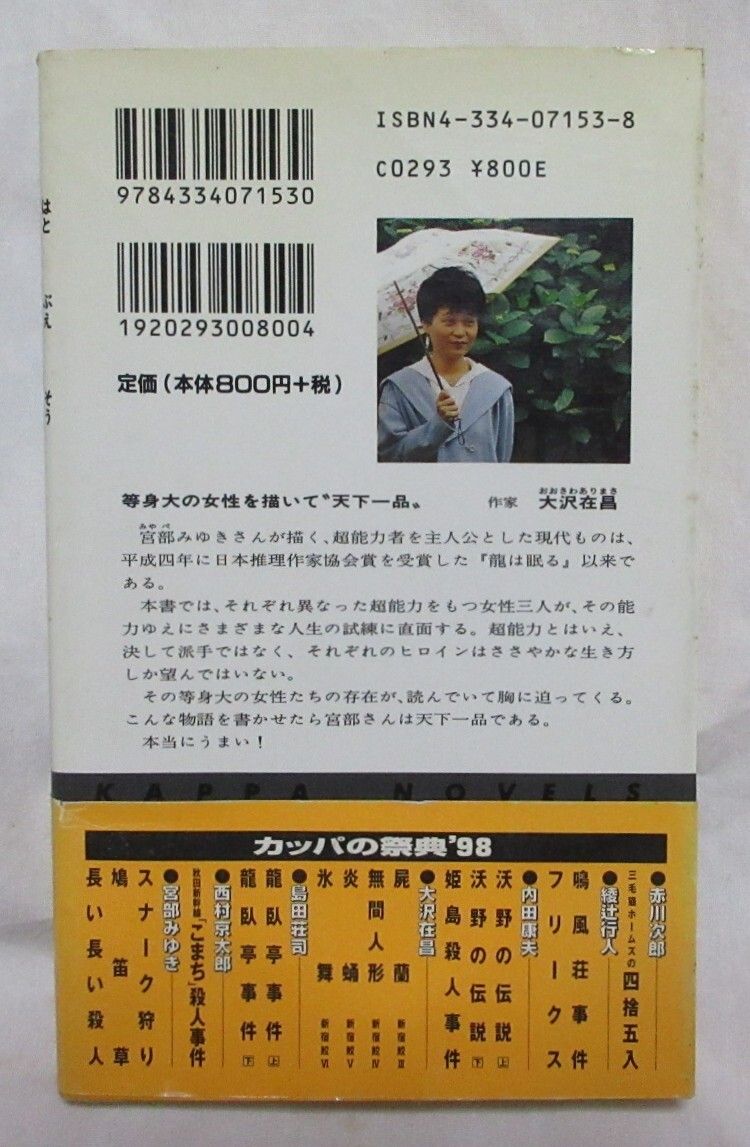 ISBN4-334-07153-8
C0293 ¥800E
9784334071530
1920293008004
定価(本体800円+税)
はと ぶえ そう
等身大の女性を描いて〝天下一品〟
作家 大沢在昌
おおさわありまさ
みやべ
宮部みゆきさんが描く、超能力者を主人公とした現代ものは、
平成四年に日本推理作家協会賞を受賞した『龍は眠る』以来で
ある。
本書では、それぞれ異なった超能力をもつ女性三人が、その能
力ゆえにさまざまな人生の試練に直面する。超能力とはいえ、
決して派手ではなく、それぞれのヒロインはささやかな生き方
しか望んではいない。
その等身大の女性たちの存在が、読んでいて胸に迫ってくる。
こんな物語を書かせたら宮部さんは天下一品である。
本当にうまい!
KAPPA NOVELS
カッパの祭典'98
●赤川次郎
三毛猫ホームズの四捨五入
●綾辻行人
鳴風荘事件
フリークス
●内田康夫
沃野の伝説 上
沃野の伝説 下
姫島殺人事件
●大沢在昌
屍蘭 新宿鮫Ⅲ
無間人形 新宿鮫Ⅳ
炎蛹 新宿鮫Ⅴ
氷舞 新宿鮫Ⅵ
●島田荘司
龍臥亭事件 上
龍臥亭事件 下
●西村京太郎
秋田新幹線「こまち」殺人事件
●宮部みゆき
スナーク狩り
鳩笛草
長い長い殺人